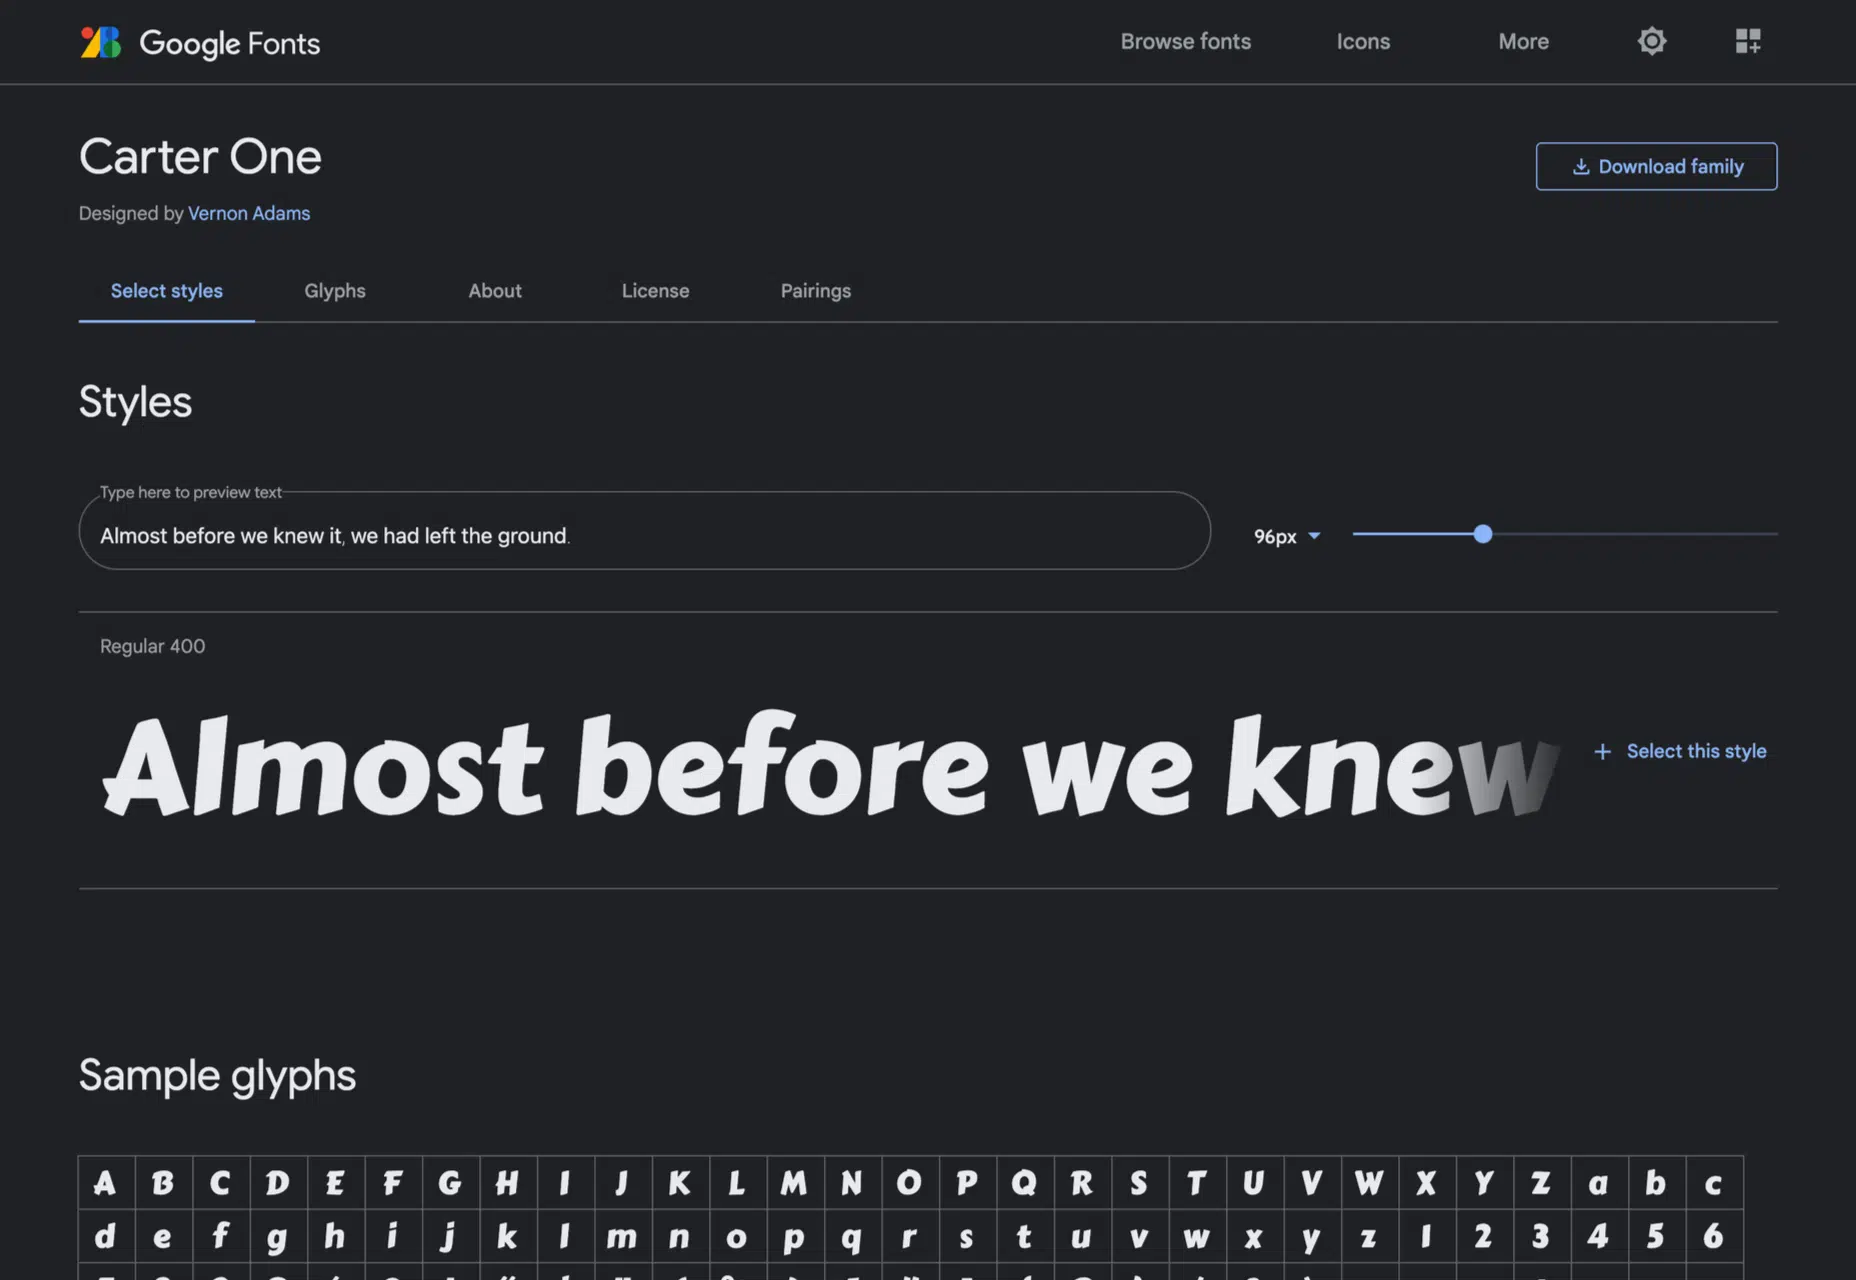 Google Fonts
Browse fonts
Icons
More
Carter One
Download family
Designed by Vernon Adams
Select styles
Glyphs
About
License
Pairings
Styles
Type here to preview text
Almost before we knew it, we had left the ground.
96px
Regular 400
Almost before we knew
+ Select this style
Sample glyphs
A B C D E F G H I J K L M N O P Q R S T U V W X Y Z a b c
d e f g h i j k l m n o p q r s t u v w x y z 1 2 3 4 5 6